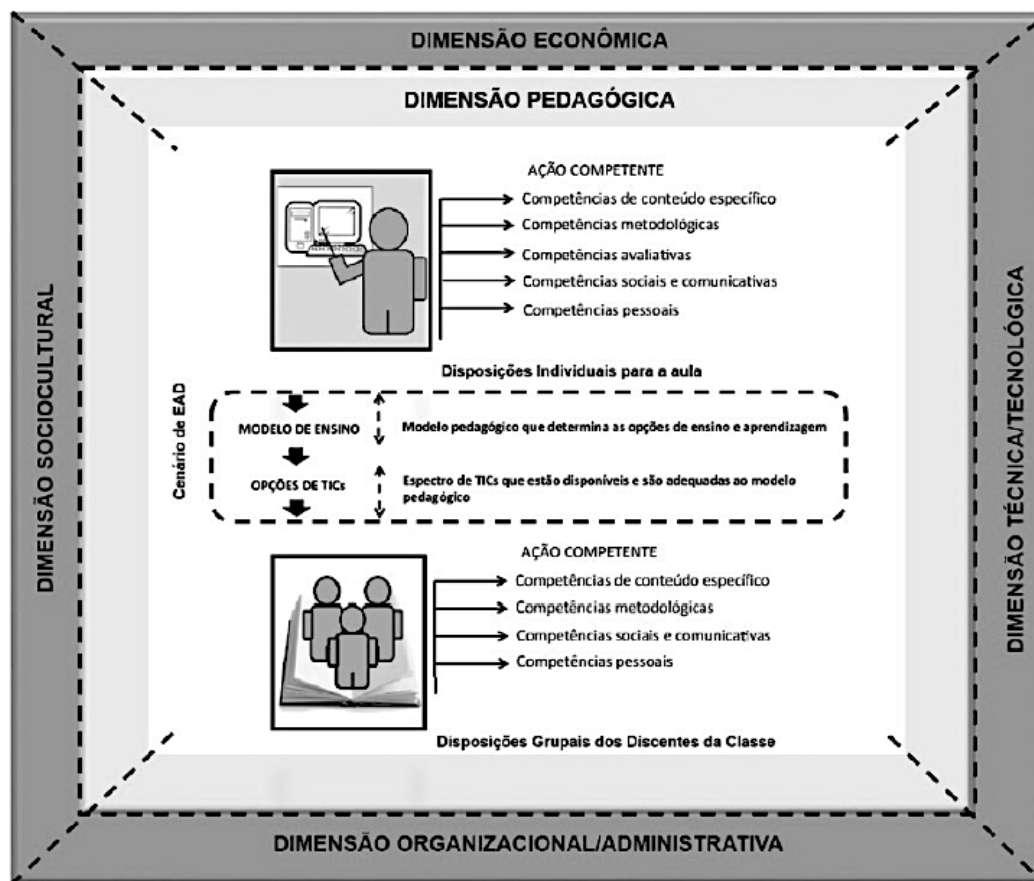 DIMENSÃO ECONÔMICA
DIMENSÃO PEDAGÓGICA
AÇÃO COMPETENTE
Competências de conteúdo específico
Competências metodológicas
Competências avaliativas
Competências sociais e comunicativas
Competências pessoais
Disposições Individuais para a aula
DIMENSÃO SOCIOCULTURAL
Cenário de EAD
MODELO DE ENSINO
Modelo pedagógico que determina as opções de ensino e aprendizagem
OPÇÕES DE TICs
Espectro de TICs que estão disponíveis e são adequadas ao modelo
pedagógico
DIMENSÃO TÉCNICA/TECNOLÓGICA
AÇÃO COMPETENTE
Competências de conteúdo específico
Competências metodológicas
Competências sociais e comunicativas
Competências pessoais
Disposições Grupais dos Discentes da Classe
DIMENSÃO ORGANIZACIONAL/ADMINISTRATIVA